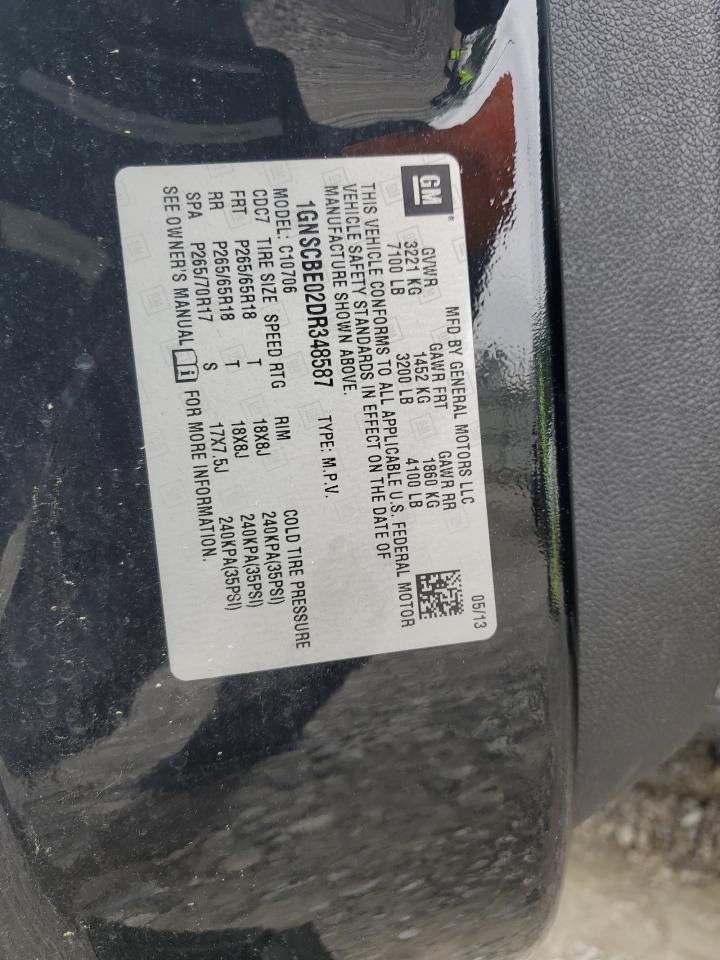 GM
MFD BY GENERAL MOTORS LLC 05/13
GVWR GAWR FRT GAWR RR
3221 KG 1452 KG 1860 KG
7100 LB 3200 LB 4100 LB
THIS VEHICLE CONFORMS TO ALL APPLICABLE U.S. FEDERAL MOTOR
VEHICLE SAFETY STANDARDS IN EFFECT ON THE DATE OF
MANUFACTURE SHOWN ABOVE.
1GNSCBE02DR348587 TYPE: M.P.V.
MODEL: C10706
CDC7 TIRE SIZE SPEED RTG RIM COLD TIRE PRESSURE
FRT P265/65R18 T 18X8J 240KPA(35PSI)
RR P265/65R18 T 18X8J 240KPA(35PSI)
SPA P265/70R17 S 17X7.5J 240KPA(35PSI)
SEE OWNER'S MANUAL i FOR MORE INFORMATION.